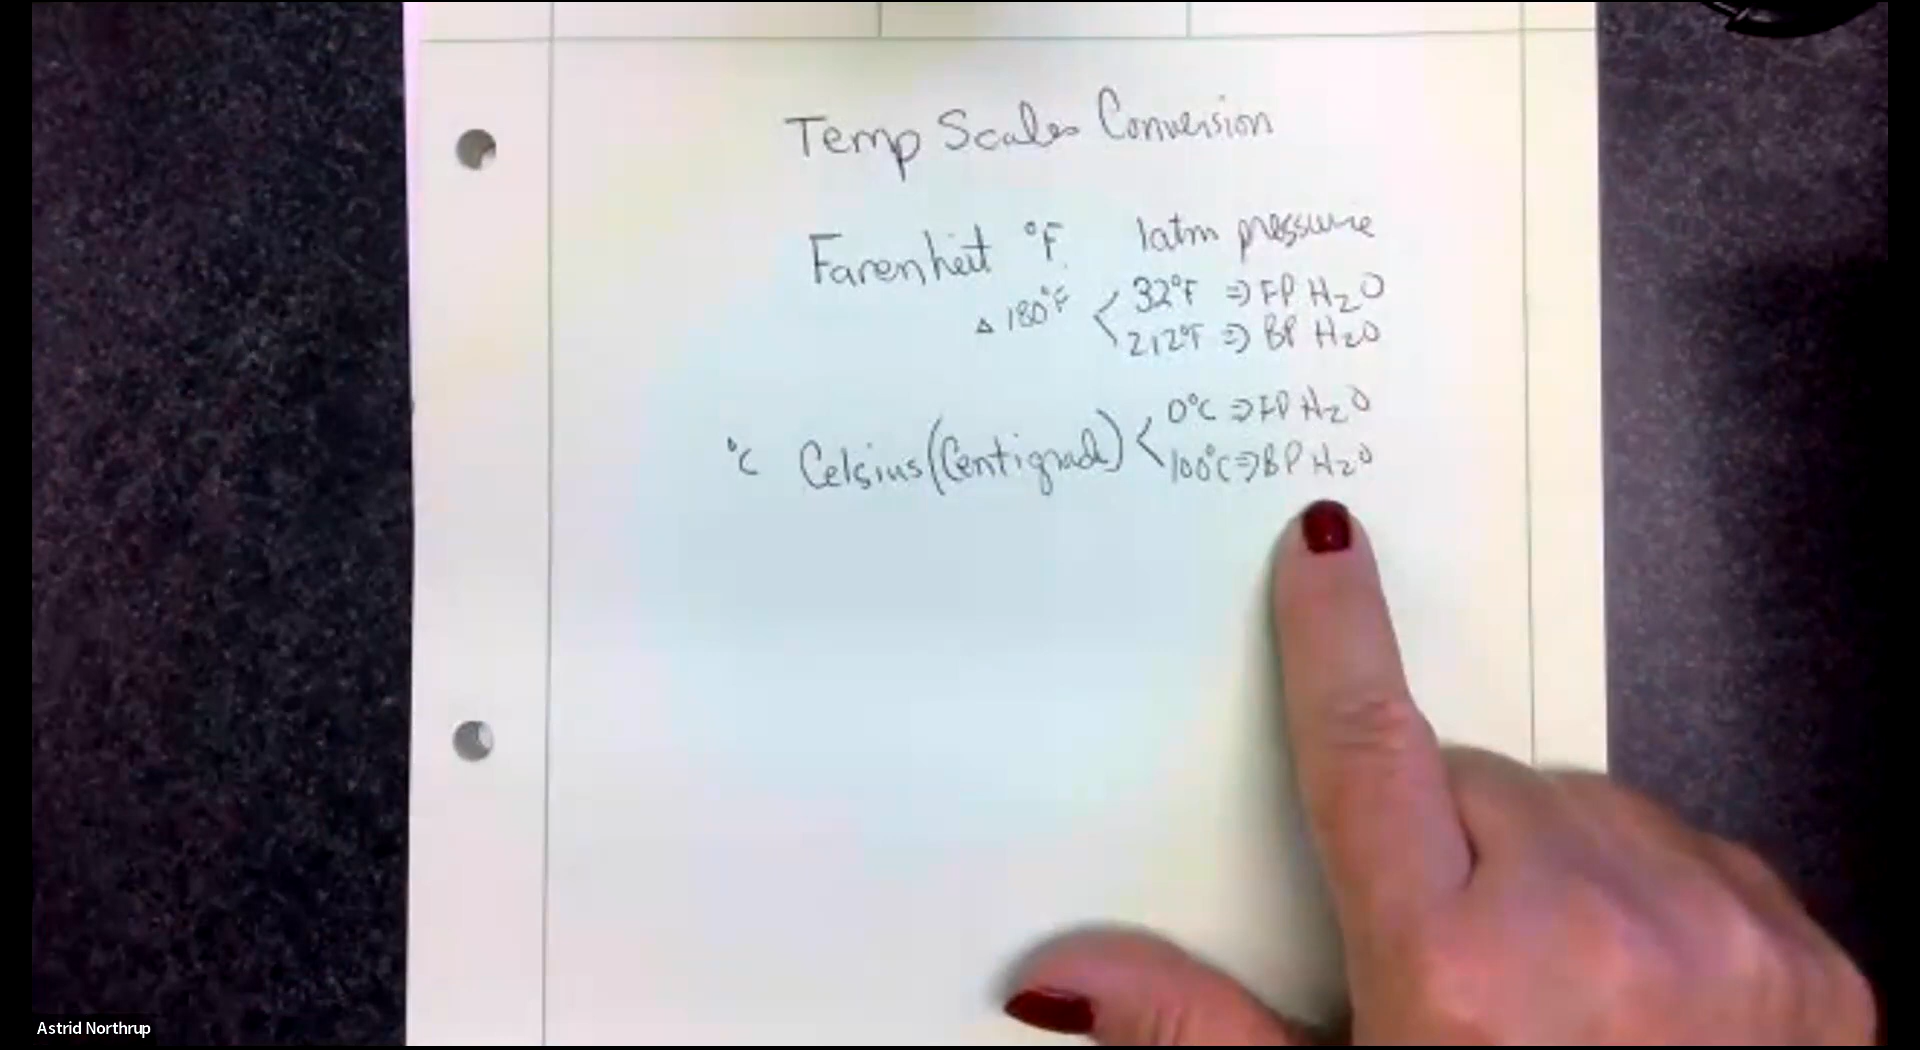 Temp Scales Conversion
Farenheit °F 1atm pressure
Δ 180°F < 32°F => FP H2O
212°F => BP H2O
°C Celsius (Centigrade) < 0°C => FP H2O
100°C => BP H2O
Astrid Northrup